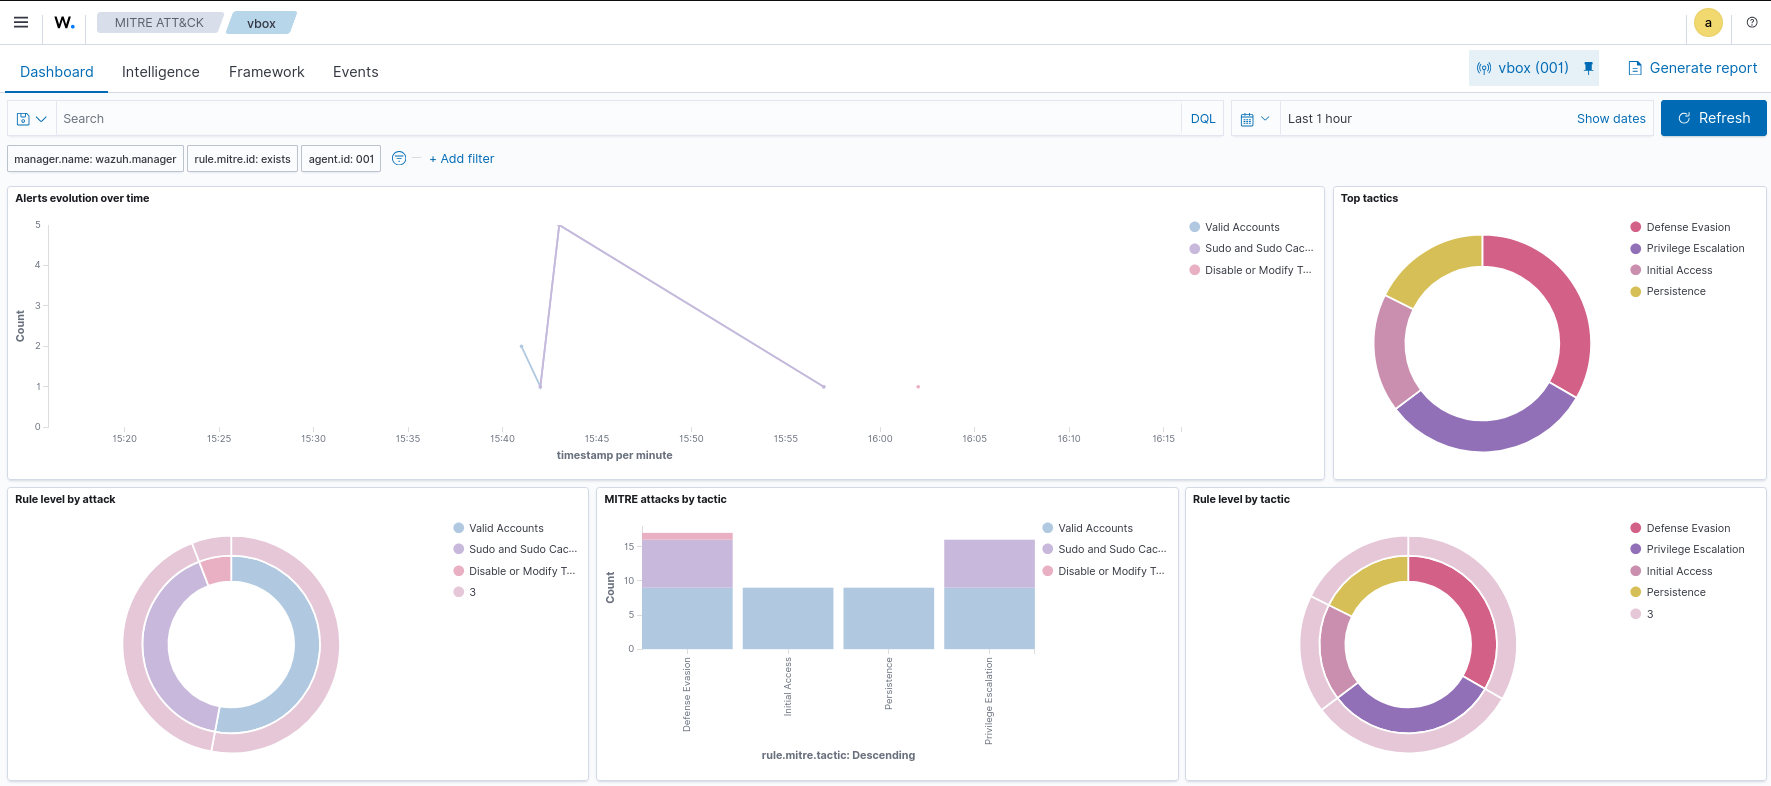 W. MITRE ATT&CK vbox a
Dashboard Intelligence Framework Events vbox (001) Generate report
Search DQL Last 1 hour Show dates Refresh
manager.name: wazuh.manager rule.mitre.id: exists agent.id: 001 + Add filter
Alerts evolution over time
5
4
3
2
1
0
Count
15:20 15:25 15:30 15:35 15:40 15:45 15:50 15:55 16:00 16:05 16:10 16:15
timestamp per minute
Valid Accounts
Sudo and Sudo Cac...
Disable or Modify T...
Top tactics
Defense Evasion
Privilege Escalation
Initial Access
Persistence
Rule level by attack
Valid Accounts
Sudo and Sudo Cac...
Disable or Modify T...
3
MITRE attacks by tactic
15
10
5
0
Count
Defense Evasion
Initial Access
Persistence
Privilege Escalation
rule.mitre.tactic: Descending
Valid Accounts
Sudo and Sudo Cac...
Disable or Modify T...
Rule level by tactic
Defense Evasion
Privilege Escalation
Initial Access
Persistence
3